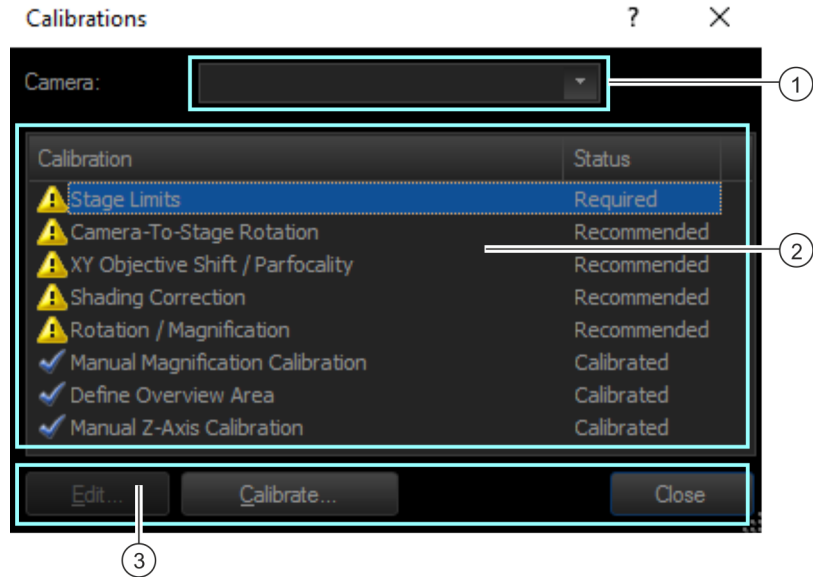 Calibrations ?
Camera:
1
Calibration Status
Stage Limits Required
Camera-To-Stage Rotation Recommended
2
XY Objective Shift / Parfocality Recommended
Shading Correction Recommended
Rotation / Magnification Recommended
Manual Magnification Calibration Calibrated
Define Overview Area Calibrated
Manual Z-Axis Calibration Calibrated
Edit... Calibrate... Close
3